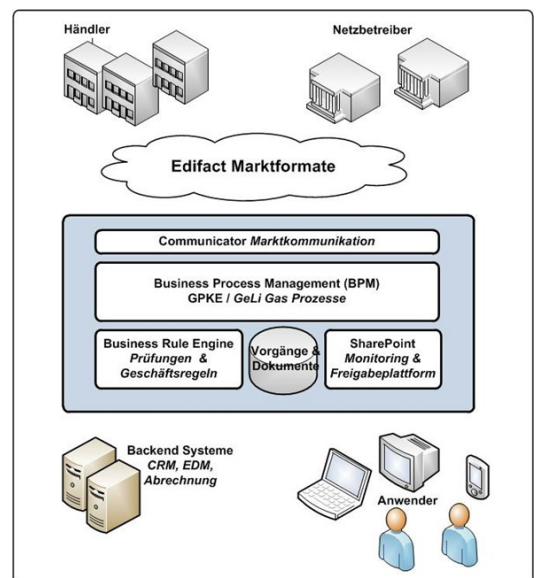 Händler
Netzbetreiber
Edifact Marktformate
Communicator Marktkommunikation
Business Process Management (BPM)
GPKE / GeLi Gas Prozesse
Business Rule Engine
Prüfungen &
Geschäftsregeln
Vorgänge &
Dokumente
SharePoint
Monitoring &
Freigabeplattform
Backend Systeme
CRM, EDM,
Abrechnung
Anwender